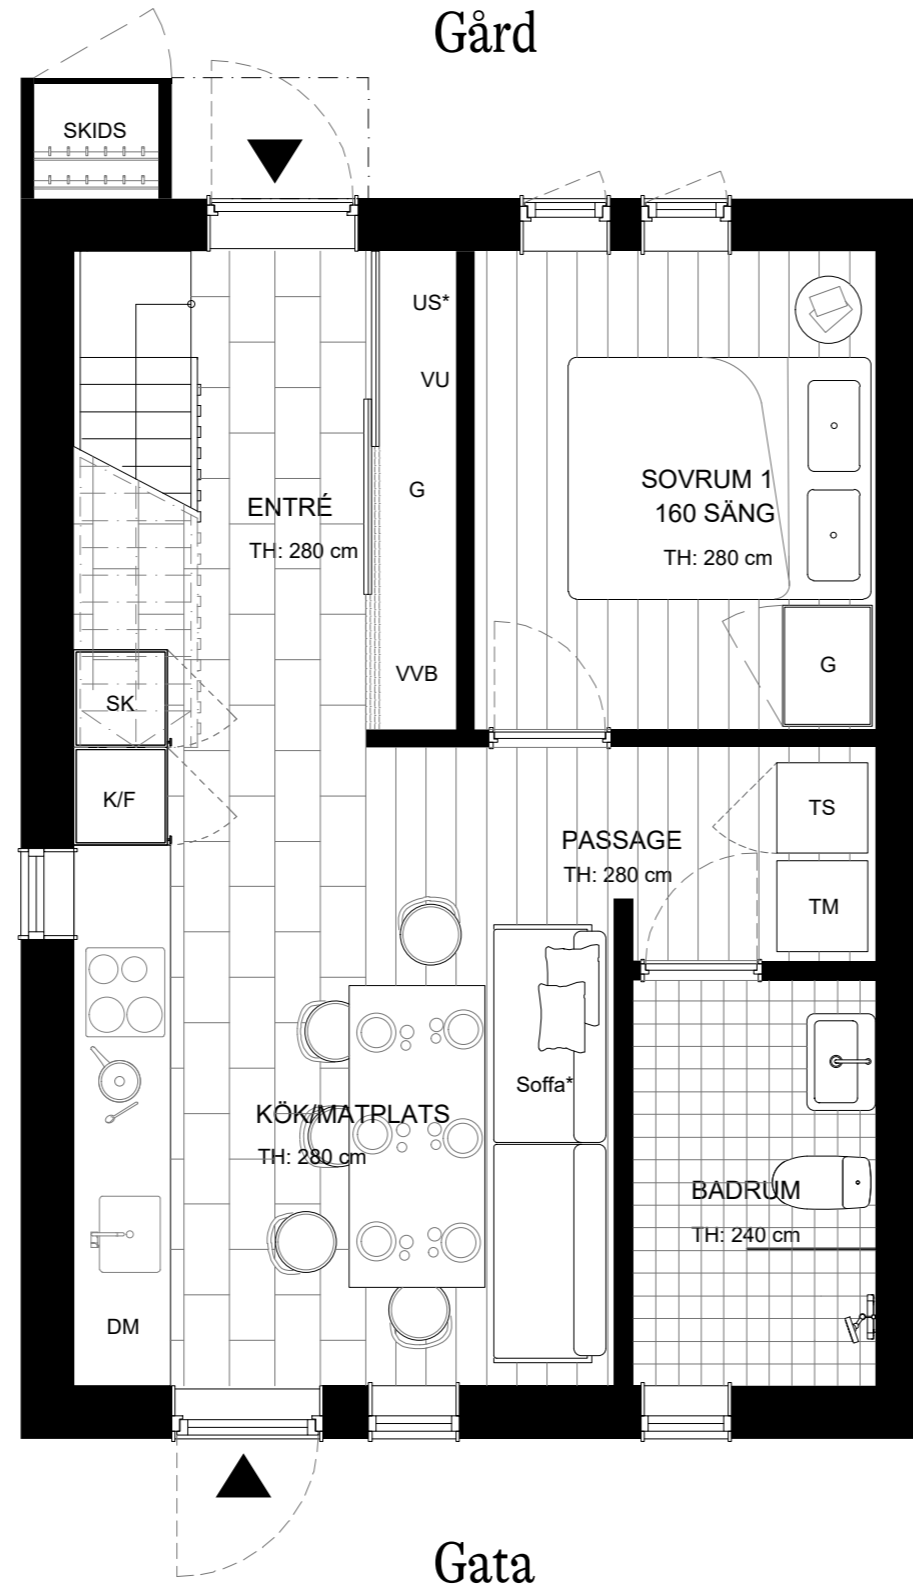 Gård
SKIDS
US*
VU
G
VVB
ENTRÉ
TH: 280 cm
SOVRUM 1
160 SÄNG
TH: 280 cm
G
SK
K/F
PASSAGE
TH: 280 cm
TS
TM
Soffa*
KÖK/MATPLATS
TH: 280 cm
BADRUM
TH: 240 cm
DM
Gata